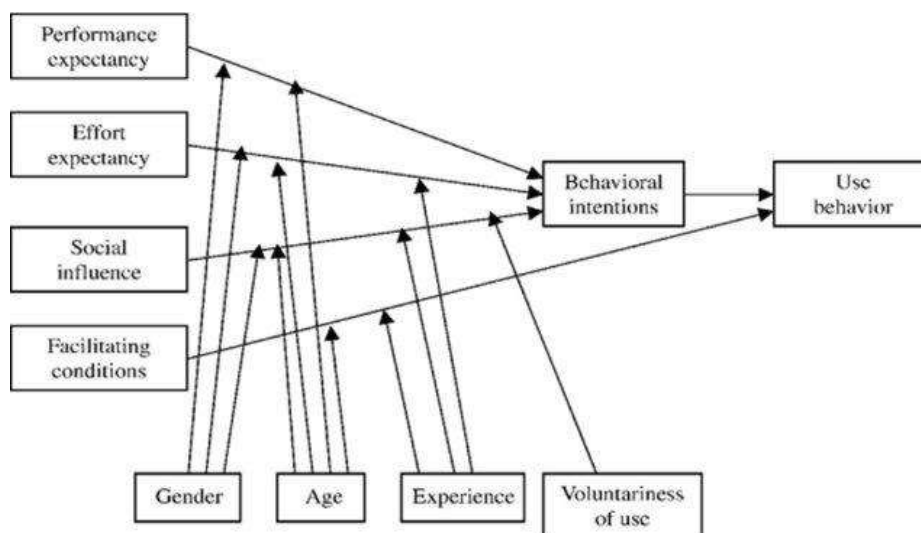 Performance
expectancy
Effort
expectancy
Social
influence
Facilitating
conditions
Behavioral
intentions
Use
behavior
Gender
Age
Experience
Voluntariness
of use